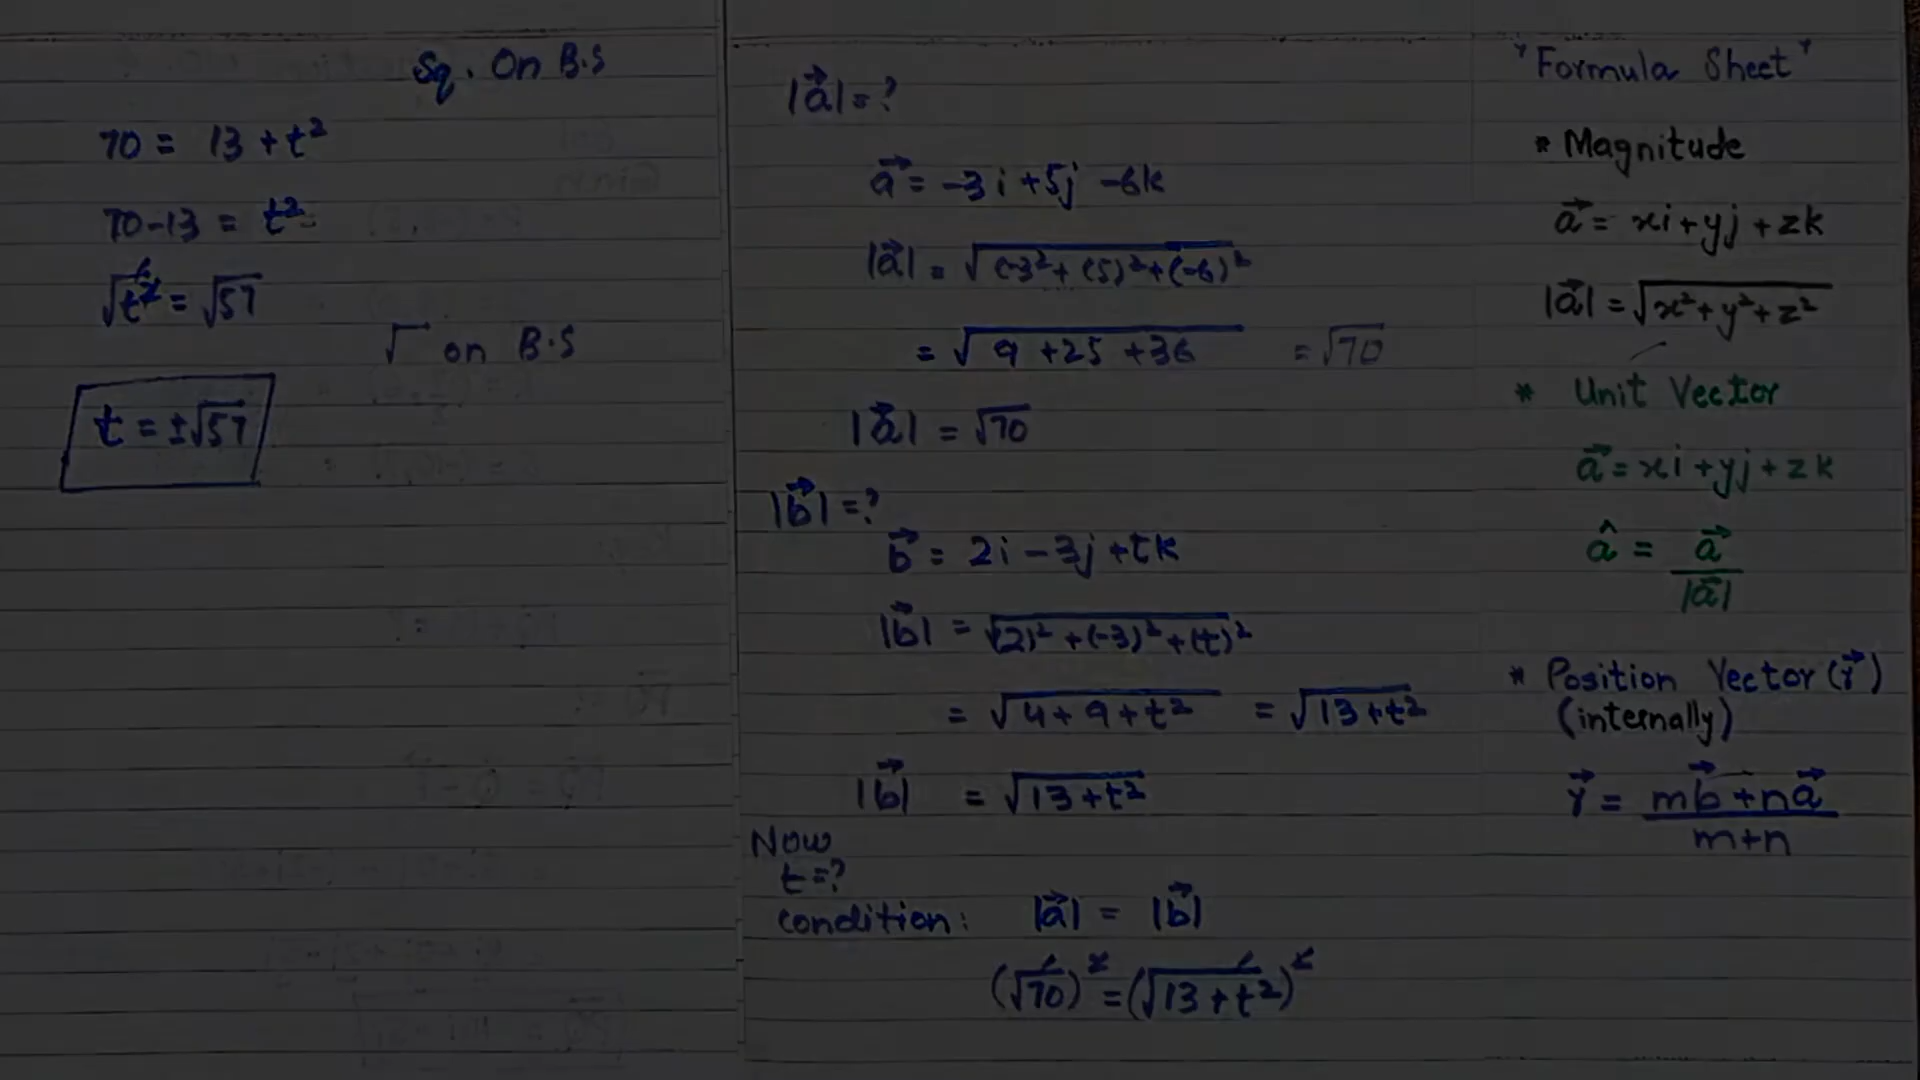 Sq. On B.S
70 = 13 + t²
70-13 = t²
√t² = √57
√ on B.S
t = ±√57
|a⃗| = ?
a⃗ = -3i + 5j - 6k
|a⃗| = √(-3² + (5)² + (-6)²
= √9 + 25 + 36 = √70
|a⃗| = √70
|b⃗| = ?
b⃗ = 2i - 3j + tk
|b⃗| = √(2)² + (-3)² + (t)²
= √4 + 9 + t² = √13 + t²
|b⃗| = √13 + t²
Now
t = ?
condition: |a⃗| = |b⃗|
(√70)² = (√13 + t²)²
"Formula Sheet"
* Magnitude
a⃗ = xi + yj + zk
|a⃗| = √x² + y² + z²
* Unit Vector
a⃗ = xi + yj + zk
â = a⃗
|a⃗|
* Position Vector (r⃗)
(internally)
r⃗ = mb⃗ + na⃗
m+n